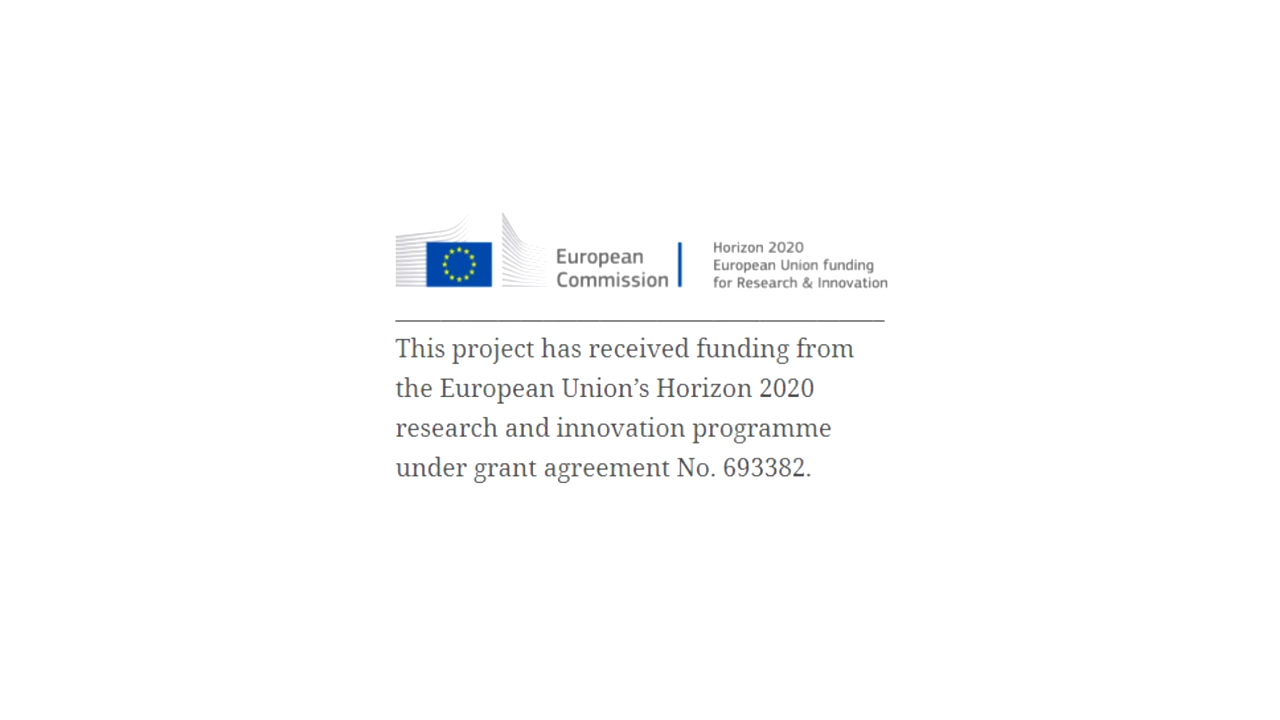 European
Commission
Horizon 2020
European Union funding
for Research & Innovation
This project has received funding from
the European Union’s Horizon 2020
research and innovation programme
under grant agreement No. 693382.